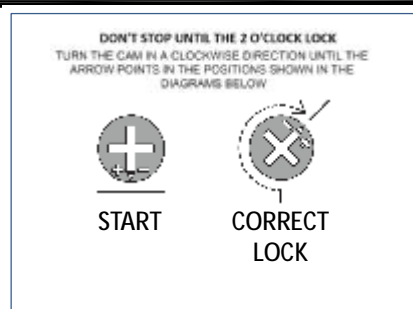 DON'T STOP UNTIL THE 2 O'CLOCK LOCK
TURN THE CAM IN A CLOCKWISE DIRECTION UNTIL THE
ARROW POINTS IN THE POSITIONS SHOWN IN THE
DIAGRAMS BELOW
START
CORRECT
LOCK